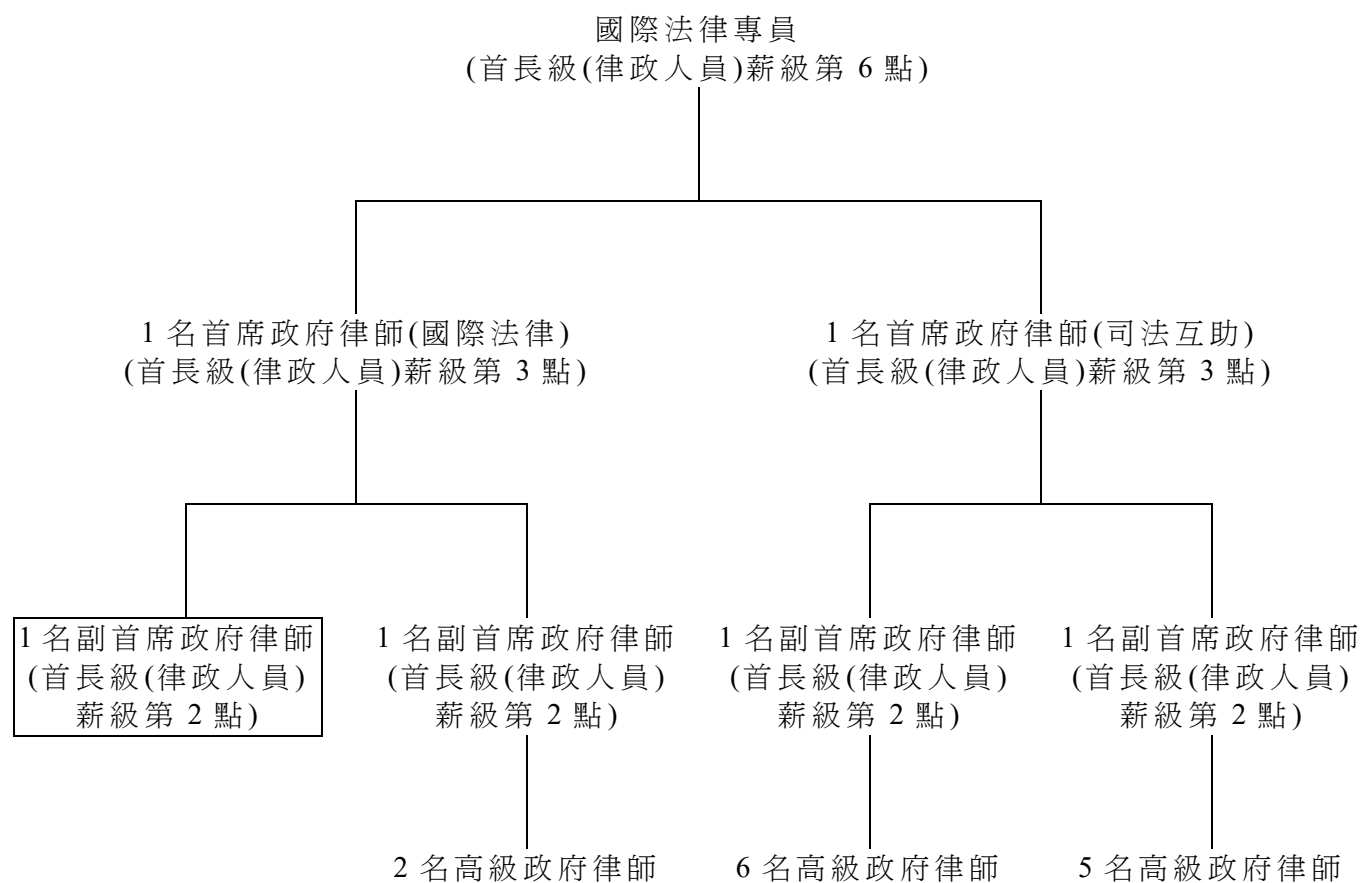 國際法律專員
(首長級(律政人員)薪級第 6 點)
1 名首席政府律師(國際法律)
(首長級(律政人員)薪級第 3 點)
1 名首席政府律師(司法互助)
(首長級(律政人員)薪級第 3 點)
1 名副首席政府律師
(首長級(律政人員)
薪級第 2 點)
1 名副首席政府律師
(首長級(律政人員)
薪級第 2 點)
1 名副首席政府律師
(首長級(律政人員)
薪級第 2 點)
1 名副首席政府律師
(首長級(律政人員)
薪級第 2 點)
2 名高級政府律師
6 名高級政府律師
5 名高級政府律師